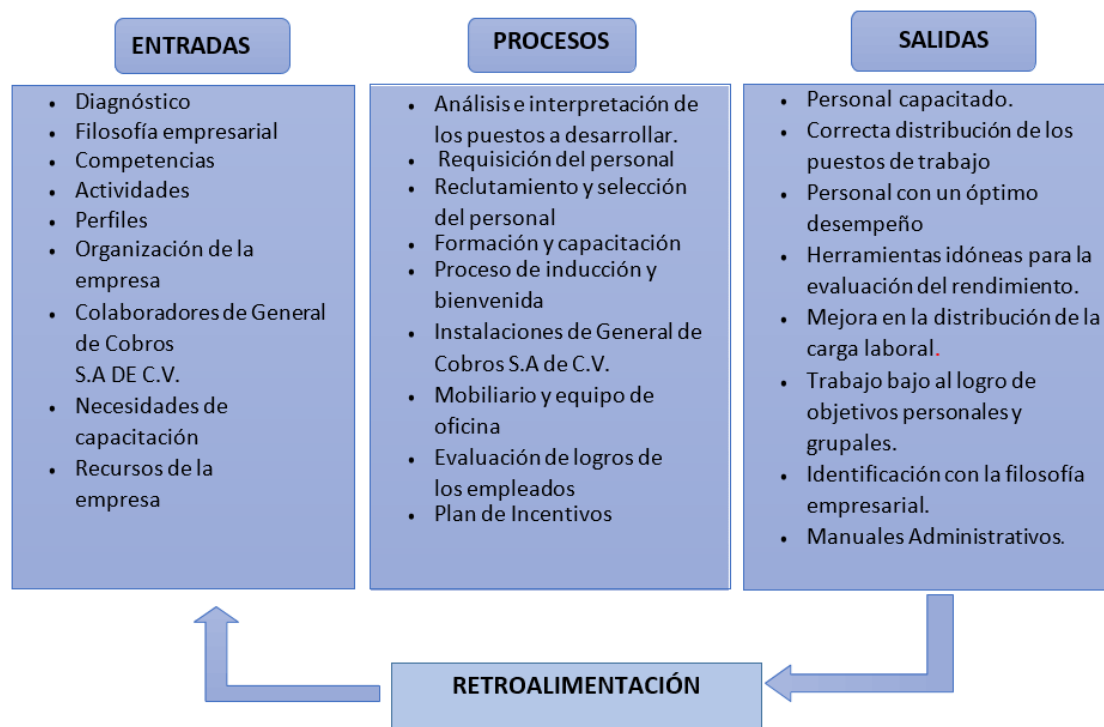 ENTRADAS
• Diagnóstico
• Filosofía empresarial
• Competencias
• Actividades
• Perfiles
• Organización de la
empresa
• Colaboradores de General
de Cobros
S.A DE C.V.
• Necesidades de
capacitación
• Recursos de la
empresa
PROCESOS
• Análisis e interpretación de
los puestos a desarrollar.
• Requisición del personal
• Reclutamiento y selección
del personal
• Formación y capacitación
• Proceso de inducción y
bienvenida
• Instalaciones de General de
Cobros S.A de C.V.
• Mobiliario y equipo de
oficina
• Evaluación de logros de
los empleados
• Plan de Incentivos
SALIDAS
• Personal capacitado.
• Correcta distribución de los
puestos de trabajo
• Personal con un óptimo
desempeño
• Herramientas idóneas para la
evaluación del rendimiento.
• Mejora en la distribución de la
carga laboral.
• Trabajo bajo al logro de
objetivos personales y
grupales.
• Identificación con la filosofía
empresarial.
• Manuales Administrativos.
RETROALIMENTACIÓN